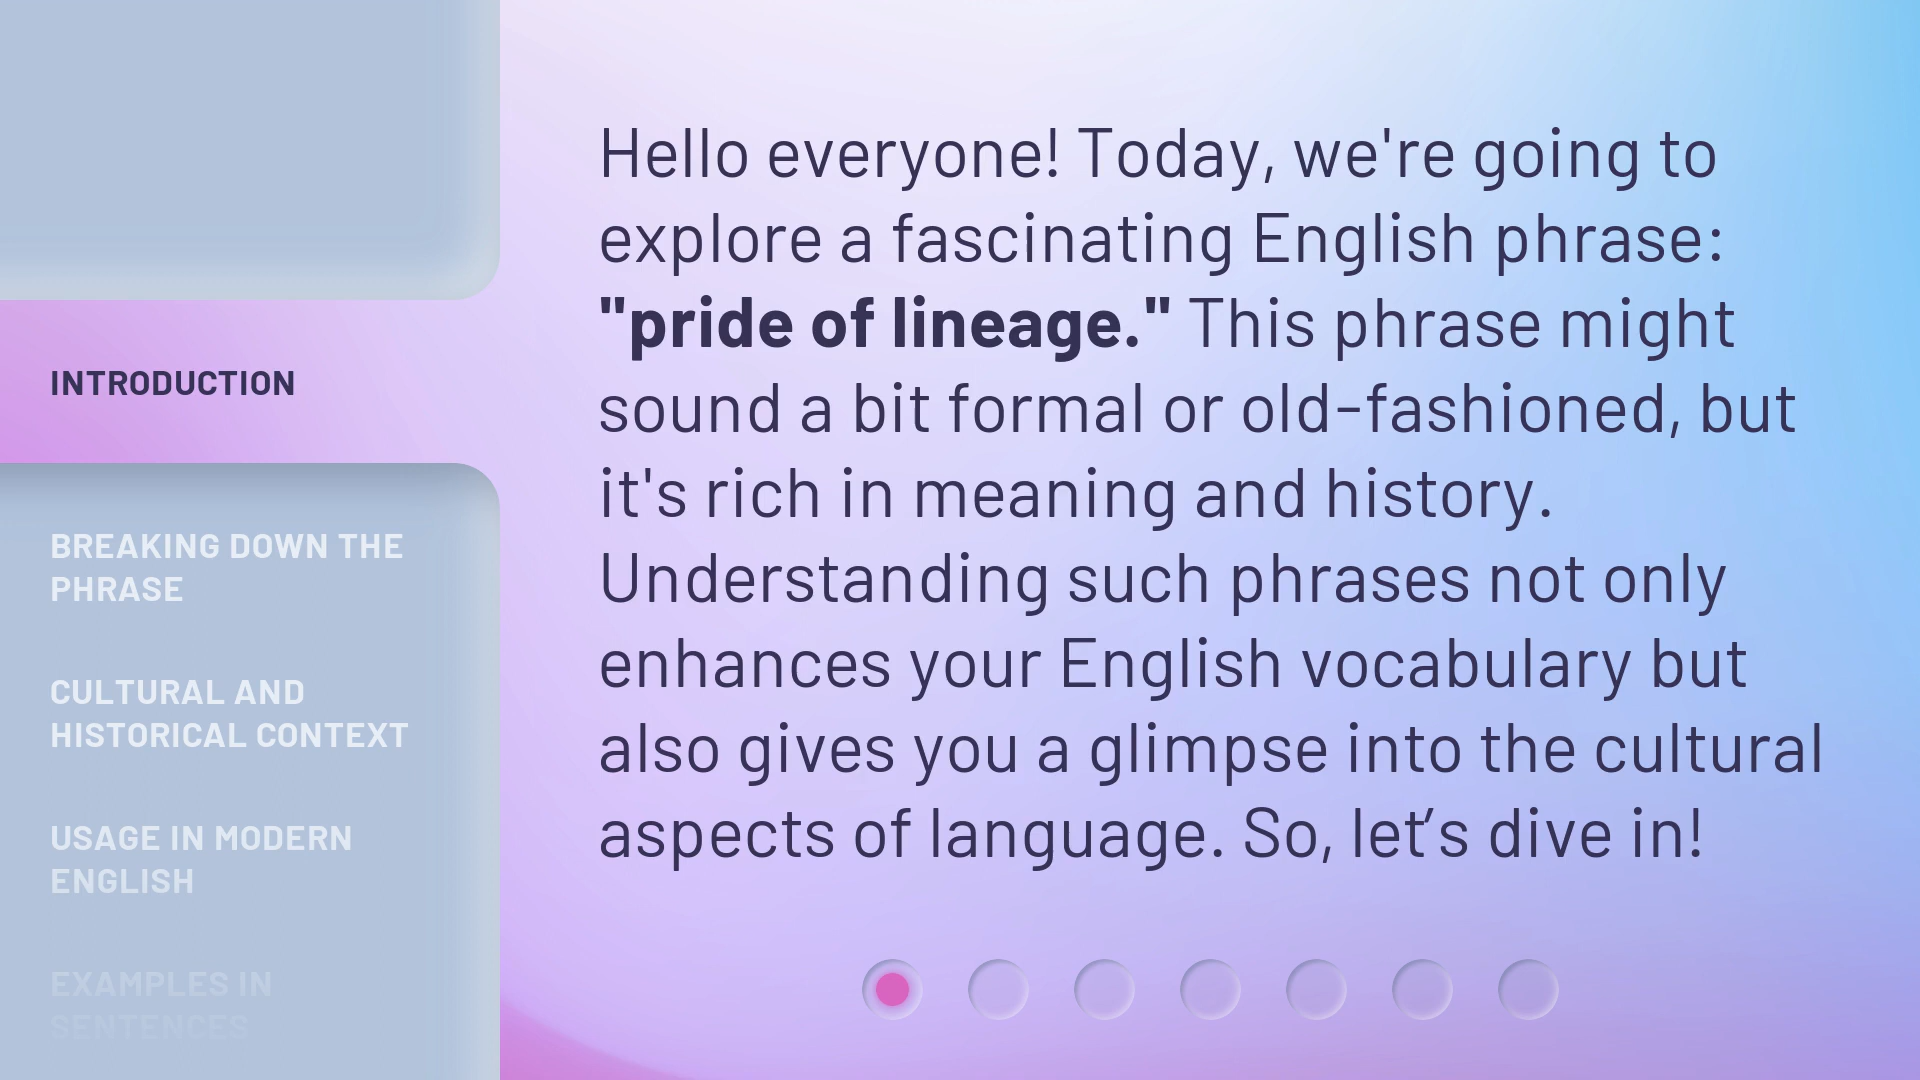 INTRODUCTION
BREAKING DOWN THE
PHRASE
CULTURAL AND
HISTORICAL CONTEXT
USAGE IN MODERN
ENGLISH
EXAMPLES IN
SENTENCES
Hello everyone! Today, we're going to
explore a fascinating English phrase:
"pride of lineage." This phrase might
sound a bit formal or old-fashioned, but
it's rich in meaning and history.
Understanding such phrases not only
enhances your English vocabulary but
also gives you a glimpse into the cultural
aspects of language. So, let’s dive in!